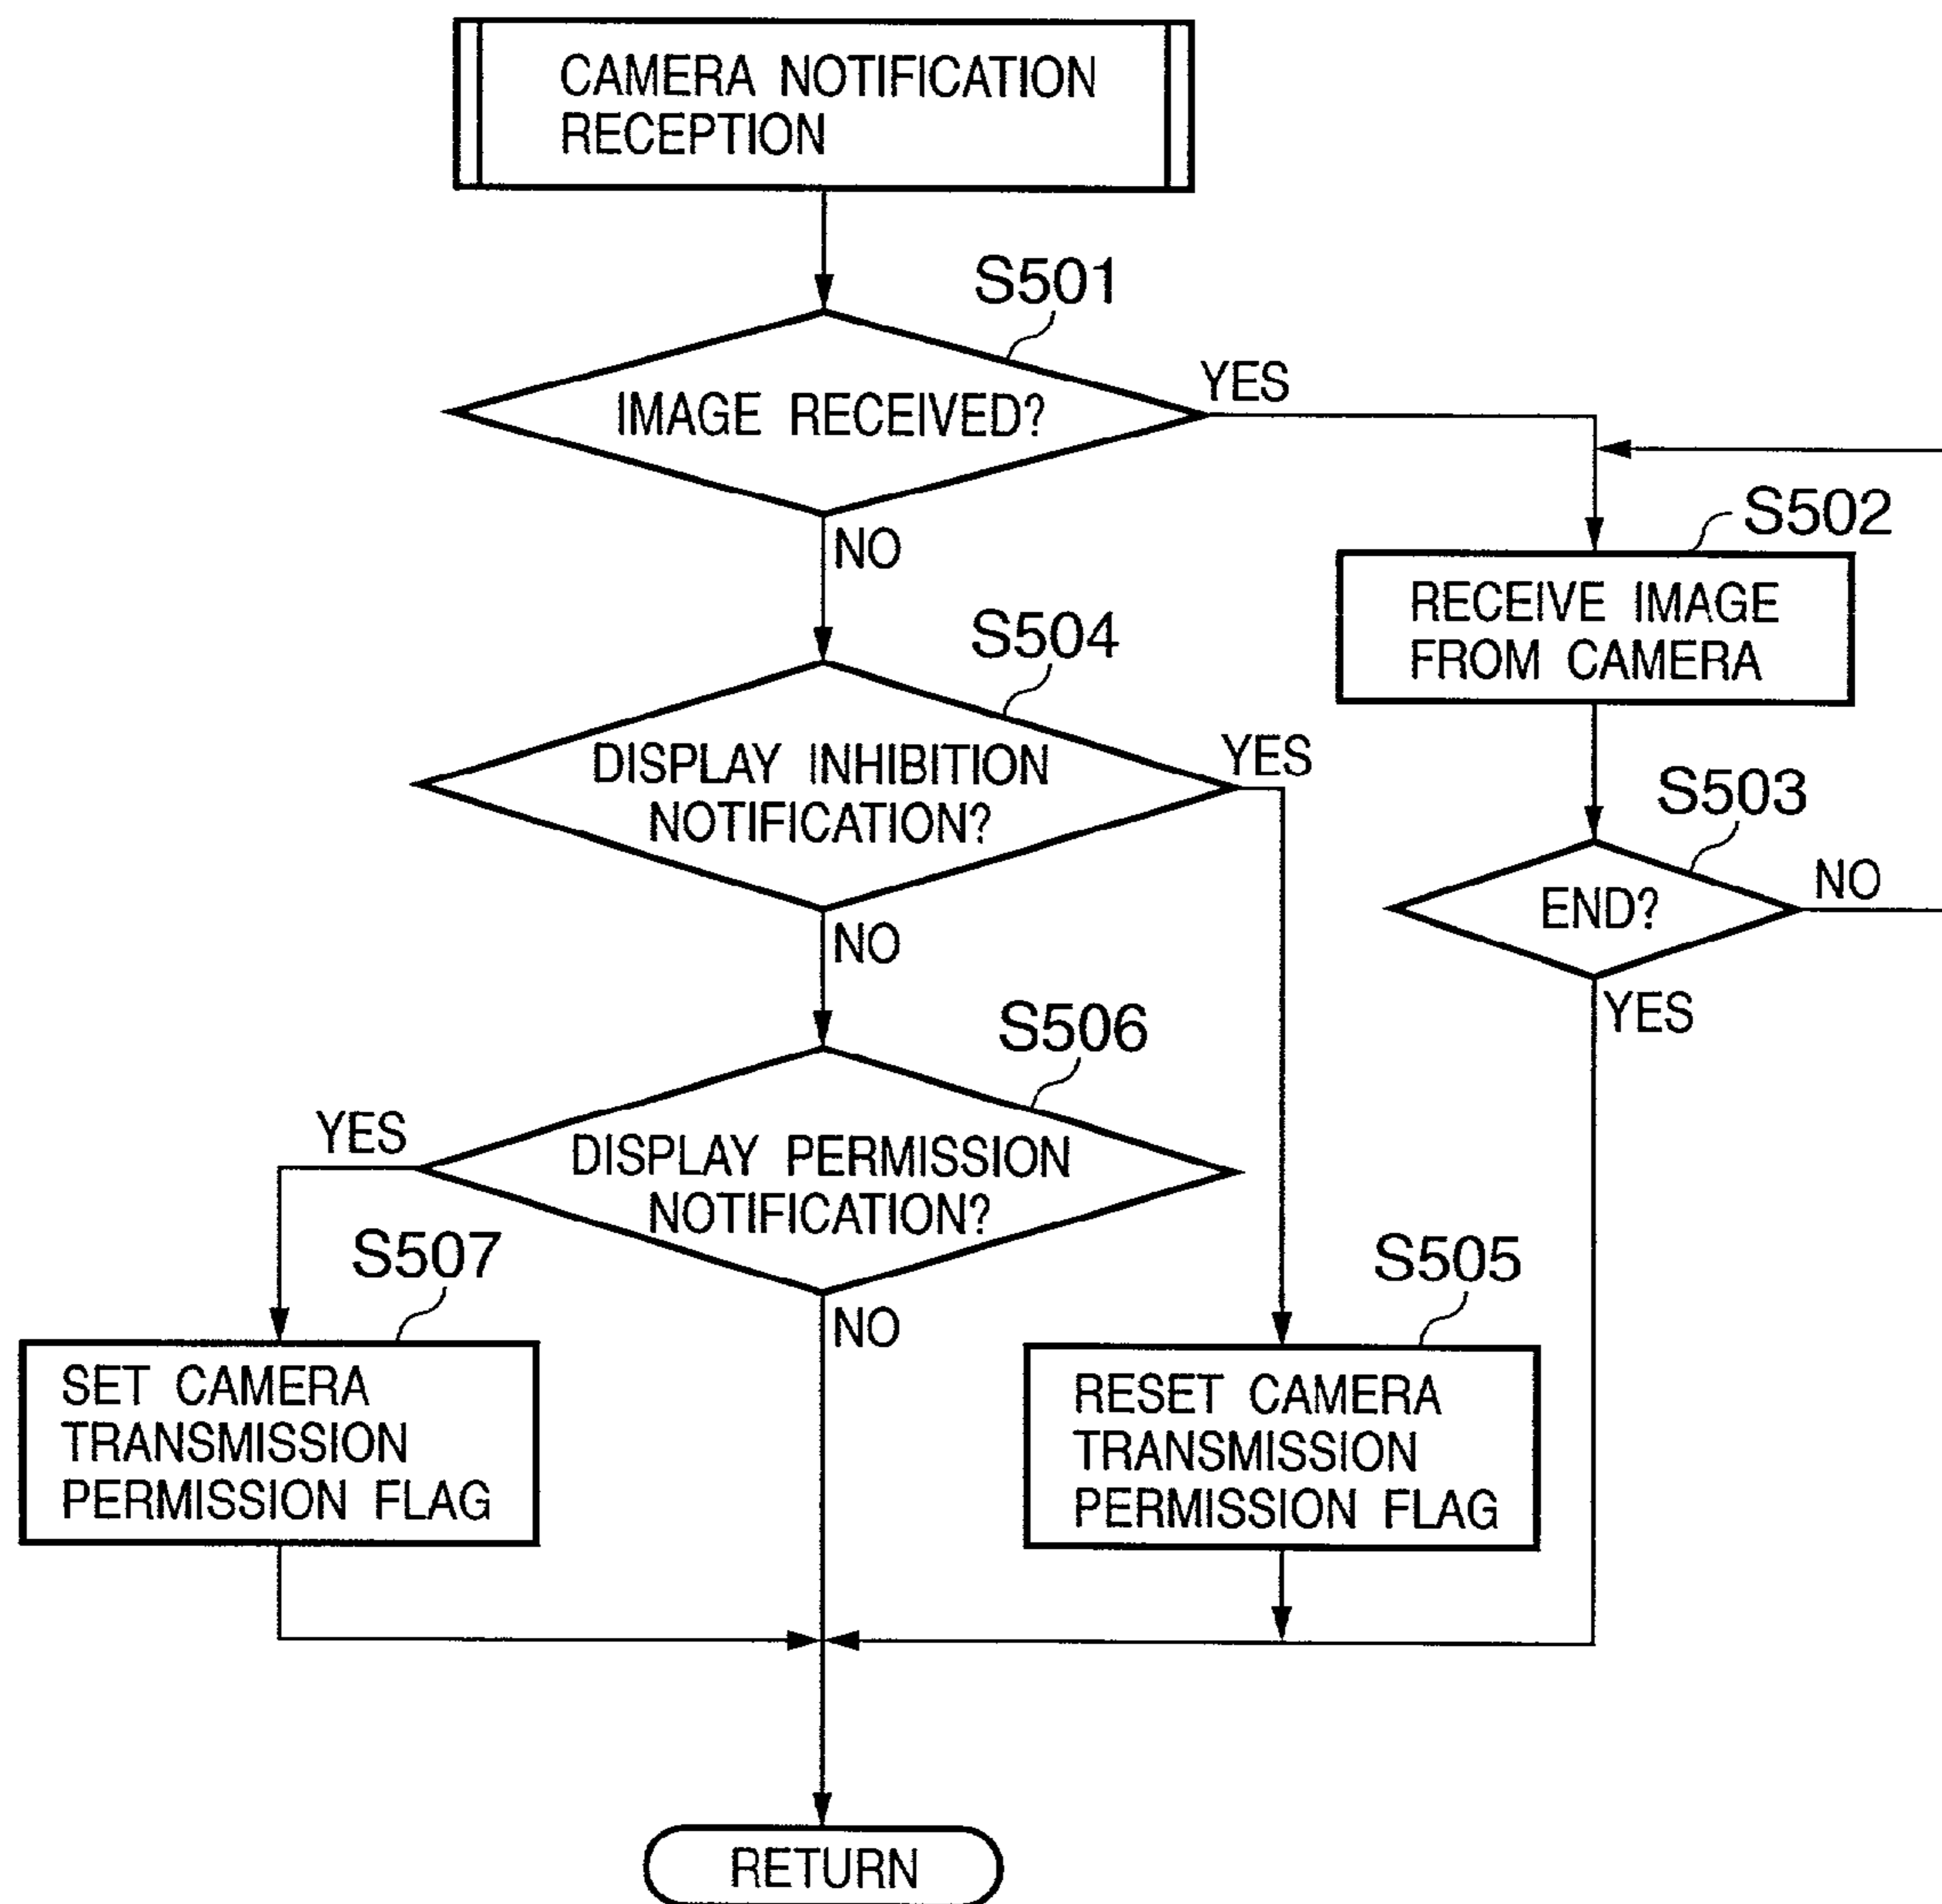 CAMERA NOTIFICATION
RECEPTION
S501
IMAGE RECEIVED?
YES
NO
S502
RECEIVE IMAGE
FROM CAMERA
S503
END?
NO
YES
S504
DISPLAY INHIBITION
NOTIFICATION?
YES
NO
S506
DISPLAY PERMISSION
NOTIFICATION?
YES
NO
S507
SET CAMERA
TRANSMISSION
PERMISSION FLAG
S505
RESET CAMERA
TRANSMISSION
PERMISSION FLAG
RETURN